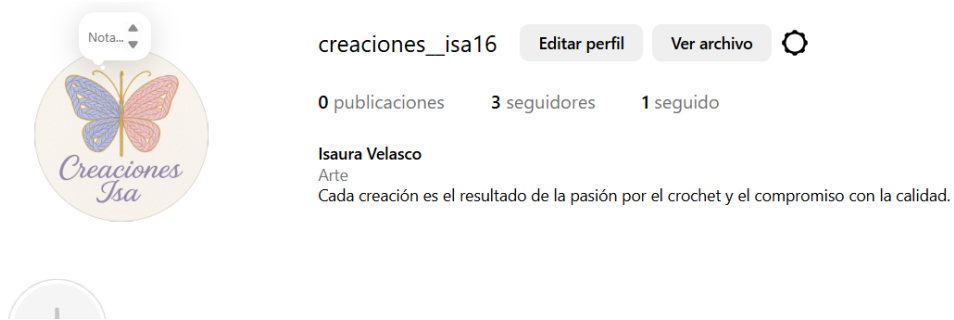 Nota...
creaciones__isa16 Editar perfil Ver archivo
0 publicaciones 3 seguidores 1 seguido
Isaura Velasco
Arte
Cada creación es el resultado de la pasión por el crochet y el compromiso con la calidad.
Creaciones
Isa